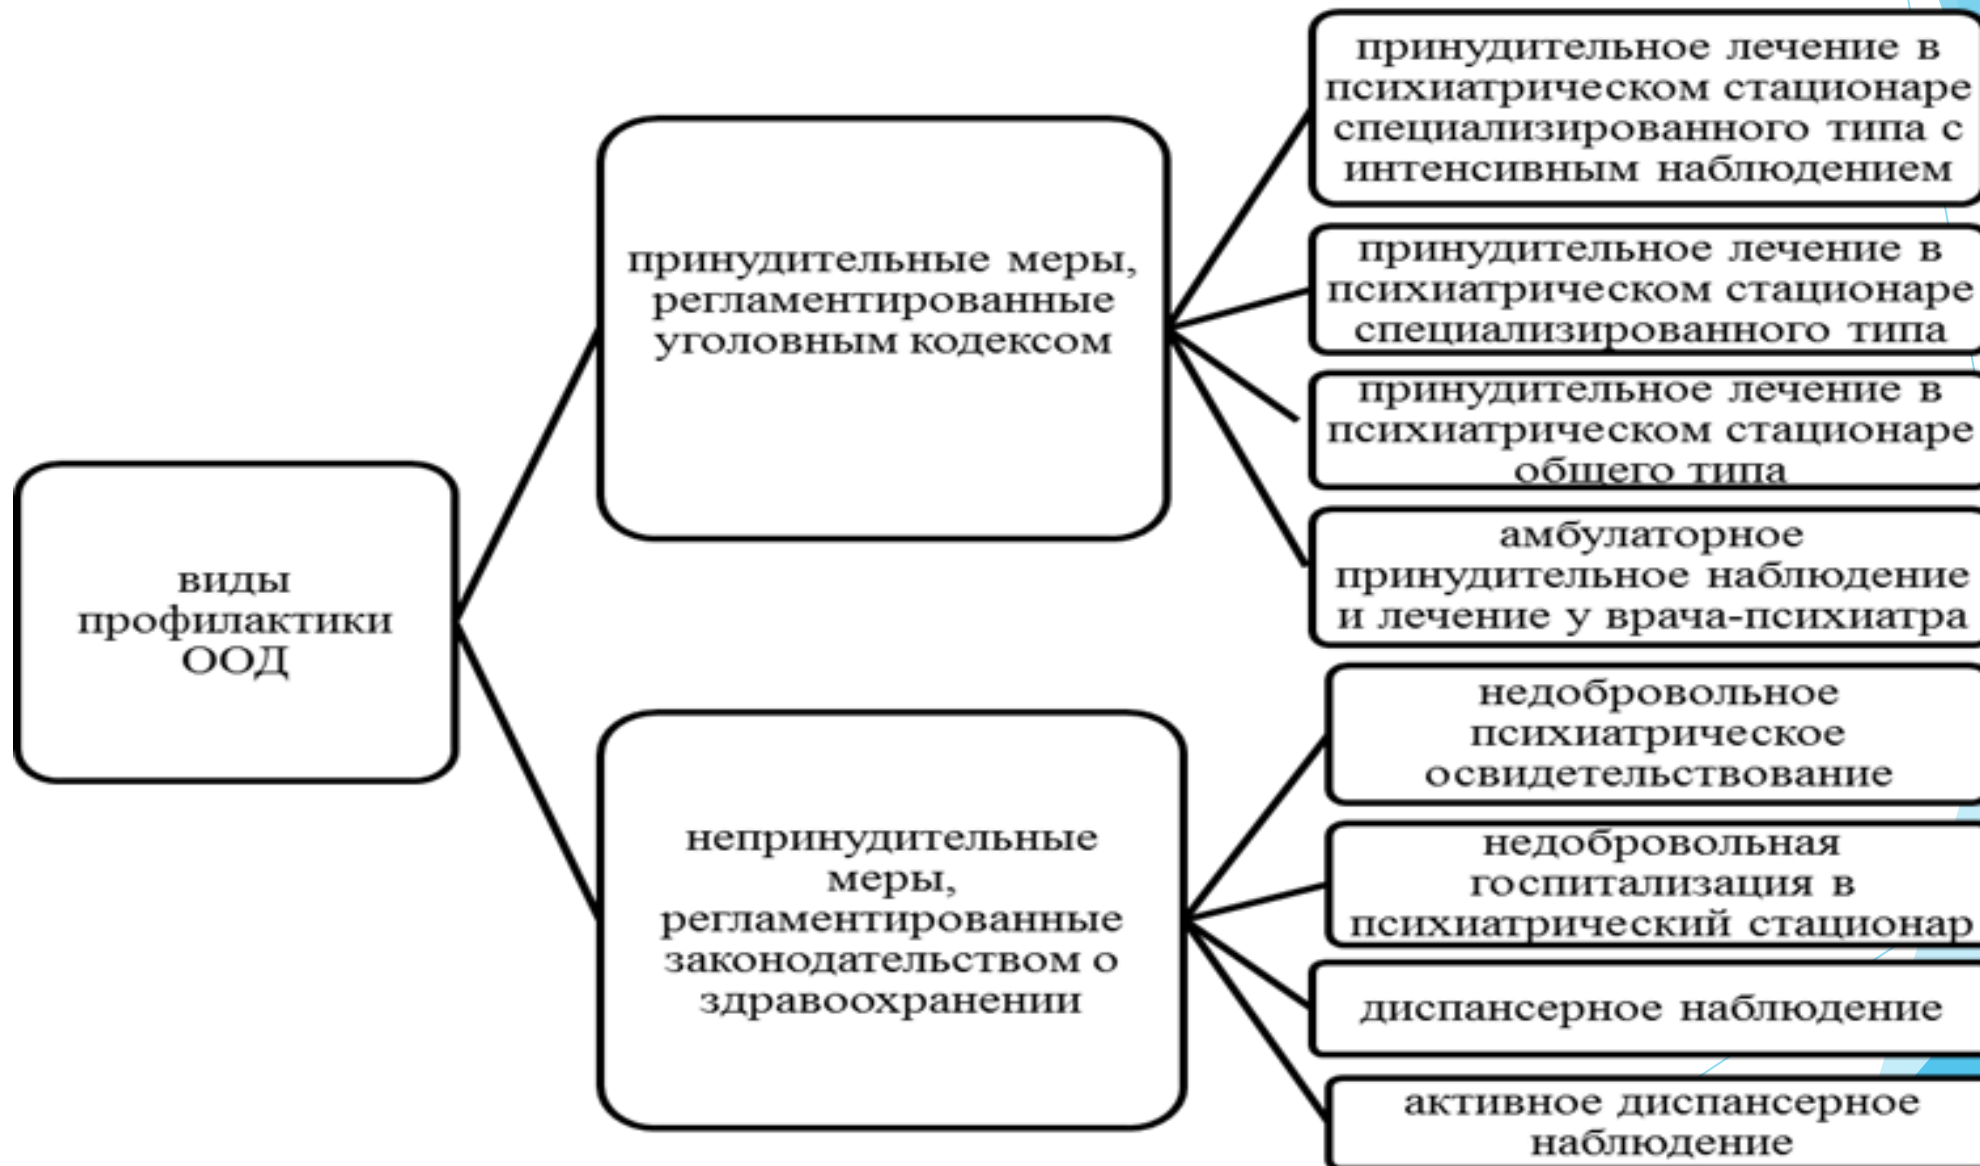 виды
профилактики
ООД
принудительные меры,
регламентированные
уголовным кодексом
принудительное лечение в
психиатрическом стационаре
специализированного типа с
интенсивным наблюдением
принудительное лечение в
психиатрическом стационаре
специализированного типа
принудительное лечение в
психиатрическом стационаре
общего типа
амбулаторное
принудительное наблюдение
и лечение у врача-психиатра
непринудительные
меры,
регламентированные
законодательством о
здравоохранении
недобровольное
психиатрическое
освидетельствование
недобровольная
госпитализация в
психиатрический стационар
диспансерное наблюдение
активное диспансерное
наблюдение